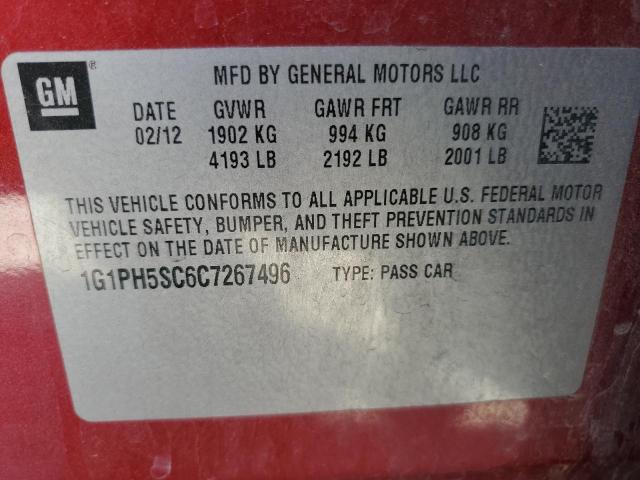 GM ®
MFD BY GENERAL MOTORS LLC
DATE GVWR GAWR FRT GAWR RR
02/12 1902 KG 994 KG 908 KG
4193 LB 2192 LB 2001 LB
THIS VEHICLE CONFORMS TO ALL APPLICABLE U.S. FEDERAL MOTOR
VEHICLE SAFETY, BUMPER, AND THEFT PREVENTION STANDARDS IN
EFFECT ON THE DATE OF MANUFACTURE SHOWN ABOVE.
1G1PH5SC6C7267496 TYPE: PASS CAR